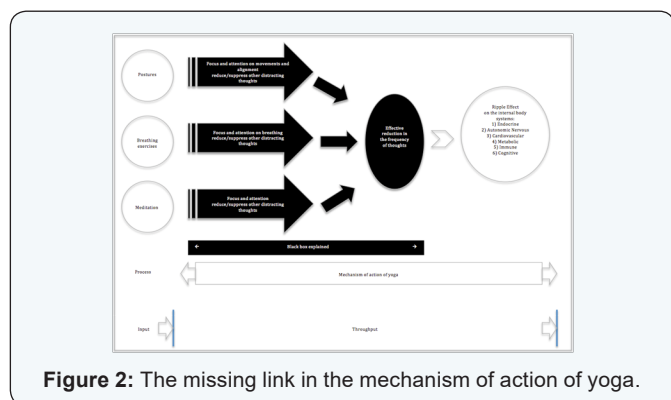 Postures
Focus and attention on movements and
alignment
reduce/suppress other distracting
thoughts
Breathing
exercises
Focus and attention on breathing
reduce/suppress other distracting
thoughts
Effective
reduction in
the frequency
of thoughts
Ripple Effect
on the internal body
systems:
1) Endocrine
2) Autonomic Nervous
3) Cardiovascular
4) Metabolic
5) Immune
6) Cognitive
Meditation
Focus and attention
reduce/suppress other distracting
thoughts
Black box explained
Process
Mechanism of action of yoga
Input
Throughput
Figure 2: The missing link in the mechanism of action of yoga.